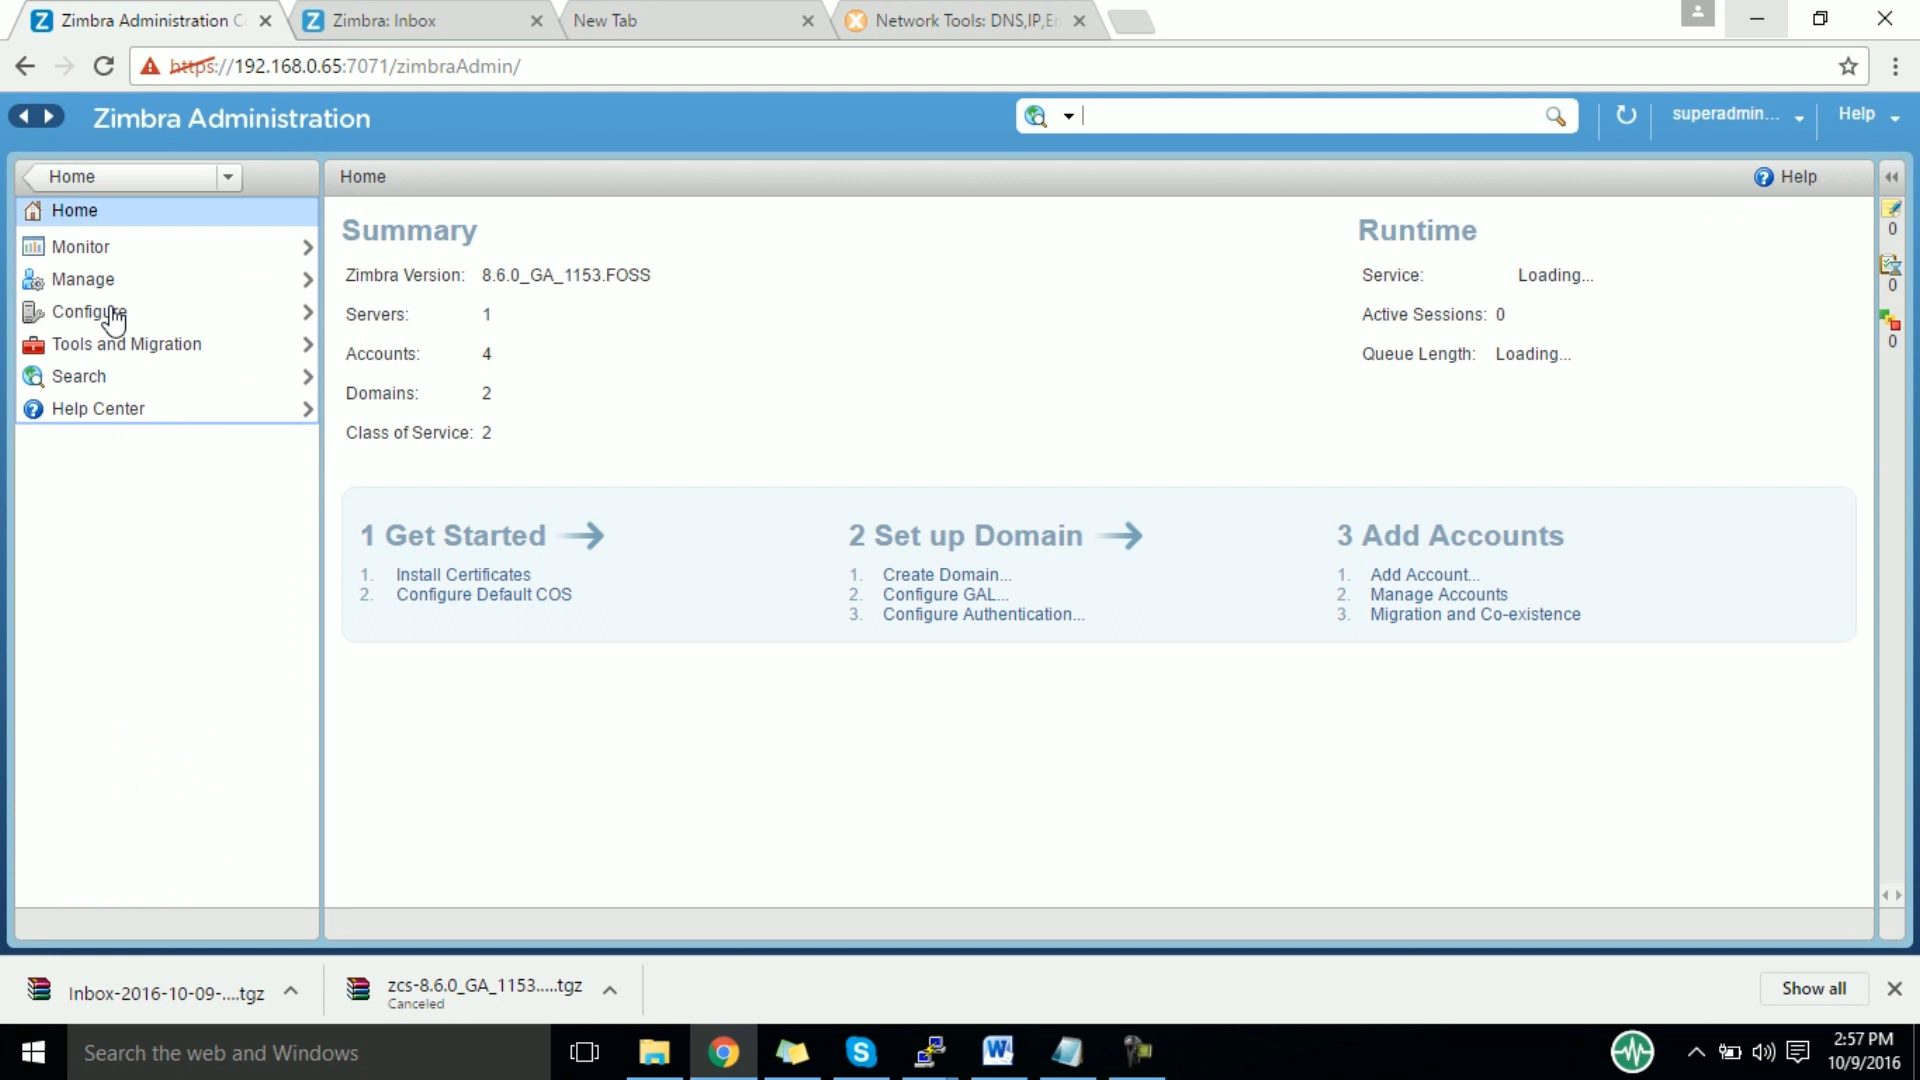 Zimbra Administration C
Zimbra: Inbox
New Tab
Network Tools: DNS,IP,Em
https://192.168.0.65:7071/zimbraAdmin/
Zimbra Administration
superadmin...
Help
Home
Home
Help
Home
Monitor
Manage
Configure
Tools and Migration
Search
Help Center
Summary
Zimbra Version: 8.6.0_GA_1153.FOSS
Servers: 1
Accounts: 4
Domains: 2
Class of Service: 2
Runtime
Service: Loading...
Active Sessions: 0
Queue Length: Loading...
0
0
0
1 Get Started
1. Install Certificates
2. Configure Default COS
2 Set up Domain
1. Create Domain...
2. Configure GAL...
3. Configure Authentication...
3 Add Accounts
1. Add Account...
2. Manage Accounts
3. Migration and Co-existence
Inbox-2016-10-09-....tgz
zcs-8.6.0_GA_1153.....tgz
Canceled
Show all
Search the web and Windows
2:57 PM
10/9/2016